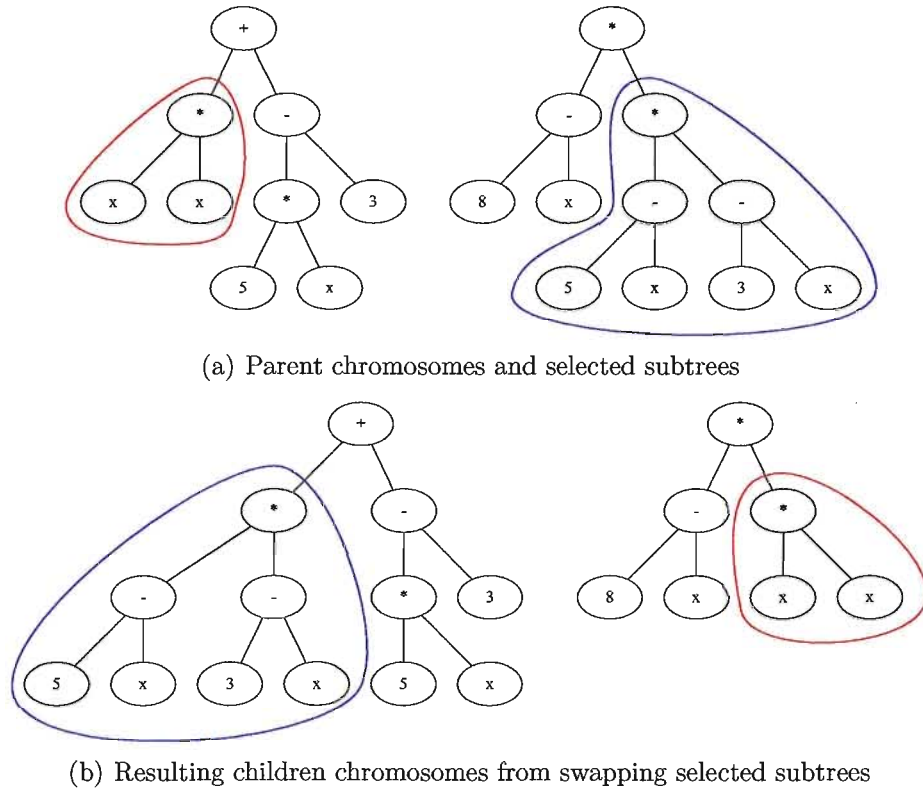 + *
* - - *
x x * 3 8 x - -
5 x 5 x 3 x
(a) Parent chromosomes and selected subtrees
+ *
* - - *
- - * 3 8 x x x
5 x 3 x 5 x
(b) Resulting children chromosomes from swapping selected subtrees